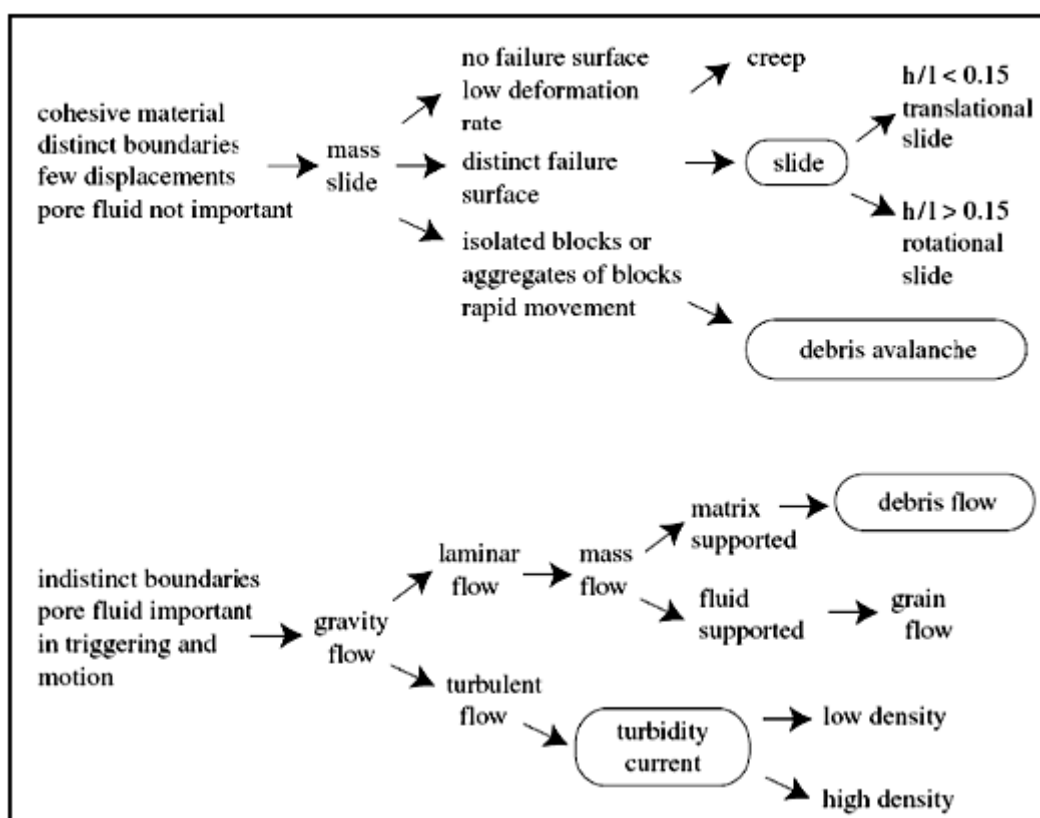 cohesive material
distinct boundaries
few displacements
pore fluid not important
mass
slide
no failure surface
low deformation
rate
creep
distinct failure
surface
slide
h/l < 0.15
translational
slide
h/l > 0.15
rotational
slide
isolated blocks or
aggregates of blocks
rapid movement
debris avalanche
indistinct boundaries
pore fluid important
in triggering and
motion
gravity
flow
laminar
flow
mass
flow
matrix
supported
debris flow
fluid
supported
grain
flow
turbulent
flow
turbidity
current
low density
high density